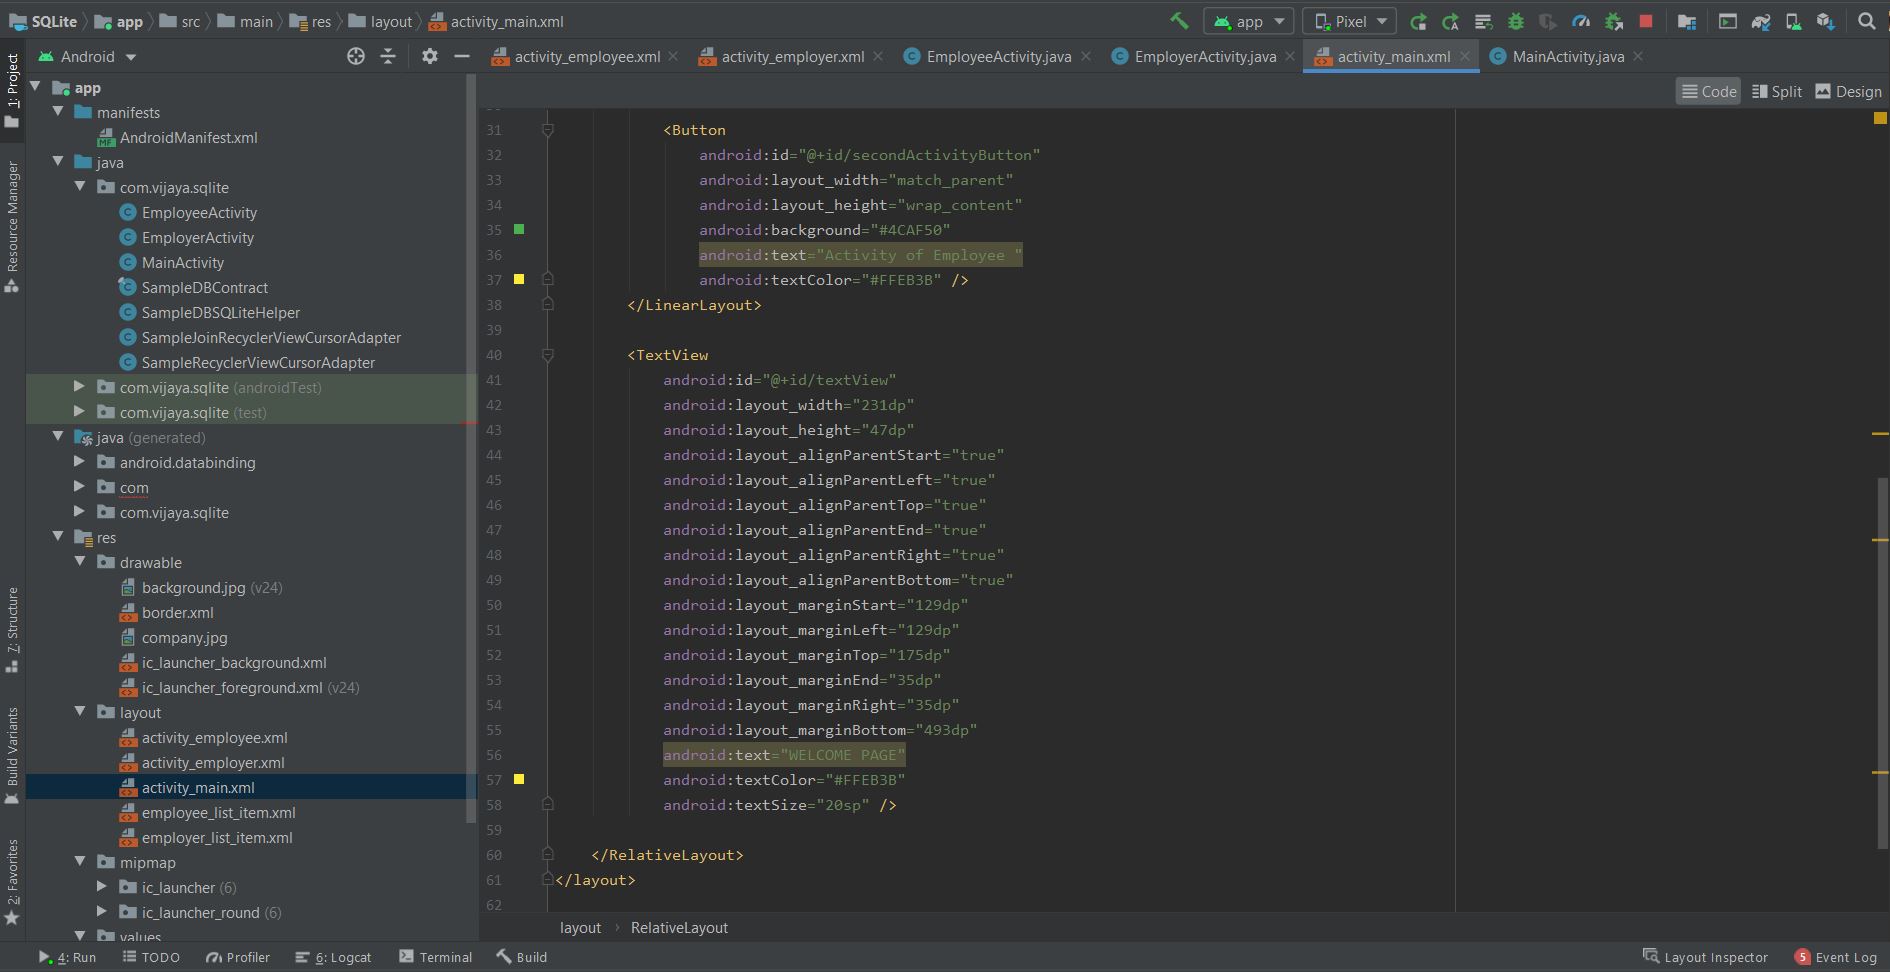 SQLite app src main res layout activity_main.xml app Pixel
Android activity_employee.xml activity_employer.xml EmployeeActivity.java EmployerActivity.java activity_main.xml MainActivity.java
Code Split Design
1: Project
Resource Manager
7: Structure
Build Variants
2: Favorites
app
manifests
AndroidManifest.xml
java
com.vijaya.sqlite
EmployeeActivity
EmployerActivity
MainActivity
SampleDBContract
SampleDBSQLiteHelper
SampleJoinRecyclerViewCursorAdapter
SampleRecyclerViewCursorAdapter
com.vijaya.sqlite (androidTest)
com.vijaya.sqlite (test)
java (generated)
android.databinding
com
com.vijaya.sqlite
res
drawable
background.jpg (v24)
border.xml
company.jpg
ic_launcher_background.xml
ic_launcher_foreground.xml (v24)
layout
activity_employee.xml
activity_employer.xml
activity_main.xml
employee_list_item.xml
employer_list_item.xml
mipmap
ic_launcher (6)
ic_launcher_round (6)
values
31 <Button
32 android:id="@+id/secondActivityButton"
33 android:layout_width="match_parent"
34 android:layout_height="wrap_content"
35 android:background="#4CAF50"
36 android:text="Activity of Employee "
37 android:textColor="#FFEB3B" />
38 </LinearLayout>
39
40 <TextView
41 android:id="@+id/textView"
42 android:layout_width="231dp"
43 android:layout_height="47dp"
44 android:layout_alignParentStart="true"
45 android:layout_alignParentLeft="true"
46 android:layout_alignParentTop="true"
47 android:layout_alignParentEnd="true"
48 android:layout_alignParentRight="true"
49 android:layout_alignParentBottom="true"
50 android:layout_marginStart="129dp"
51 android:layout_marginLeft="129dp"
52 android:layout_marginTop="175dp"
53 android:layout_marginEnd="35dp"
54 android:layout_marginRight="35dp"
55 android:layout_marginBottom="493dp"
56 android:text="WELCOME PAGE"
57 android:textColor="#FFEB3B"
58 android:textSize="20sp" />
59
60 </RelativeLayout>
61 </layout>
62
layout RelativeLayout
4: Run TODO Profiler 6: Logcat Terminal Build Layout Inspector 5 Event Log